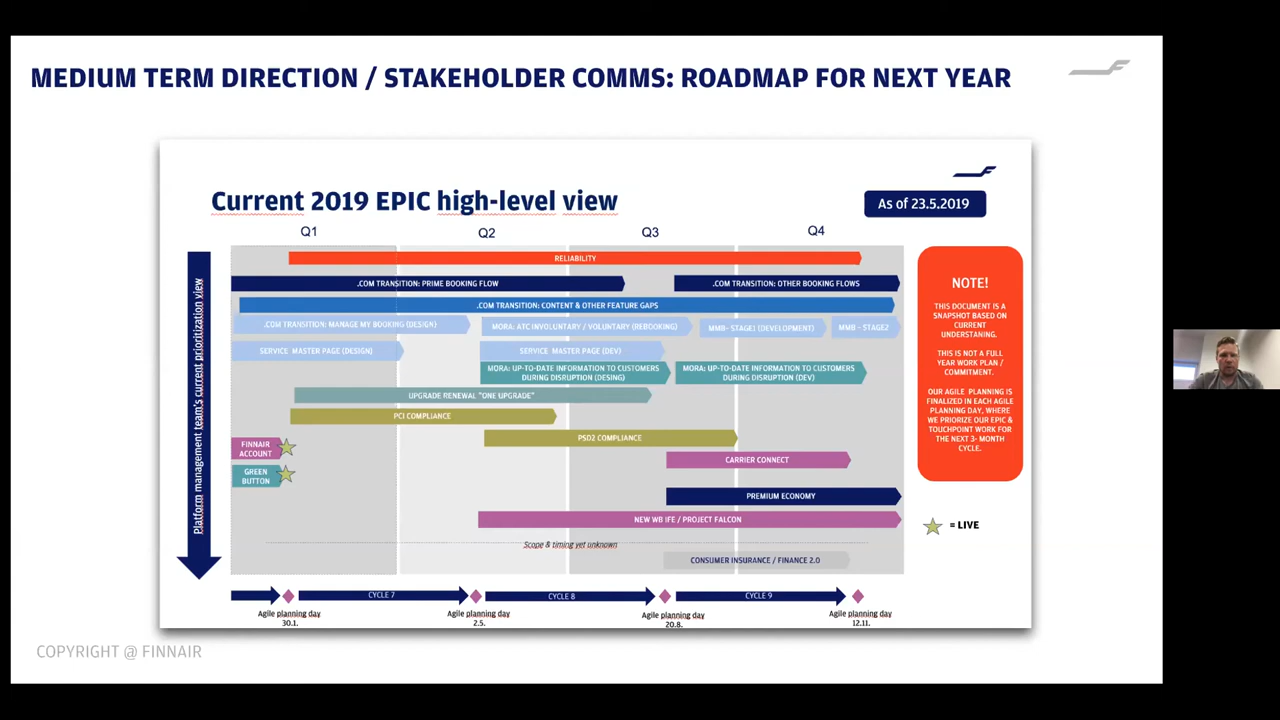 MEDIUM TERM DIRECTION / STAKEHOLDER COMMS: ROADMAP FOR NEXT YEAR
Current 2019 EPIC high-level view
As of 23.5.2019
Q1
Q2
Q3
Q4
Platform management team's current prioritization view
RELIABILITY
.COM TRANSITION: PRIME BOOKING FLOW
.COM TRANSITION: OTHER BOOKING FLOWS
.COM TRANSITION: CONTENT & OTHER FEATURE GAPS
.COM TRANSITION: MANAGE MY BOOKING (DESIGN)
MORA: ATC INVOLUNTARY / VOLUNTARY (REBOOKING)
MMB- STAGE1 (DEVELOPMENT)
MMB - STAGE2
SERVICE MASTER PAGE (DESIGN)
SERVICE MASTER PAGE (DEV)
MORA: UP-TO-DATE INFORMATION TO CUSTOMERS
DURING DISRUPTION (DESING)
MORA: UP-TO-DATE INFORMATION TO CUSTOMERS
DURING DISRUPTION (DEV)
UPGRADE RENEWAL "ONE UPGRADE"
PCI COMPLIANCE
PSD2 COMPLIANCE
FINNAIR
ACCOUNT
CARRIER CONNECT
GREEN
BUTTON
PREMIUM ECONOMY
NEW WB IFE / PROJECT FALCON
Scope & timing yet unknown
CONSUMER INSURANCE / FINANCE 2.0
CYCLE 7
CYCLE 8
CYCLE 9
Agile planning day
30.1.
Agile planning day
2.5.
Agile planning day
20.8.
Agile planning day
12.11.
NOTE!
THIS DOCUMENT IS A
SNAPSHOT BASED ON
CURRENT
UNDERSTANING.
THIS IS NOT A FULL
YEAR WORK PLAN /
COMMITMENT.
OUR AGILE PLANNING IS
FINALIZED IN EACH AGILE
PLANNING DAY, WHERE
WE PRIORIZE OUR EPIC &
TOUCHPOINT WORK FOR
THE NEXT 3- MONTH
CYCLE.
= LIVE
COPYRIGHT @ FINNAIR